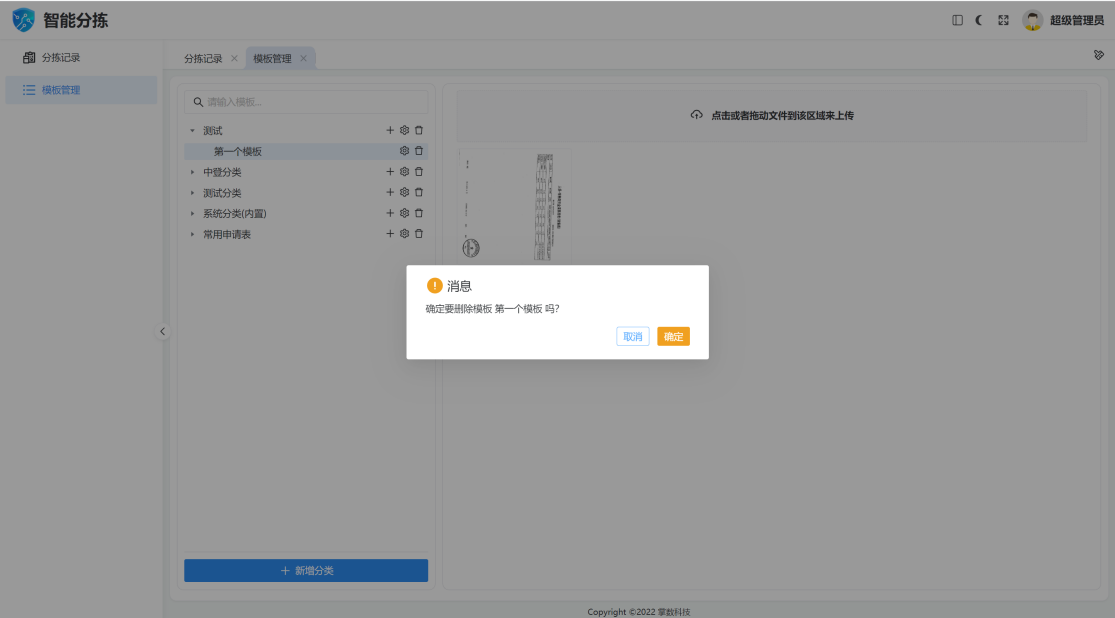 智能分拣
超级管理员
分拣记录
模板管理
分拣记录
模板管理
请输入模板...
测试
第一个模板
中登分类
测试分类
系统分类(内置)
常用申请表
新增分类
点击或者拖动文件到该区域来上传
消息
确定要删除模板 第一个模板 吗?
取消
确定
Copyright ©2022 掌数科技